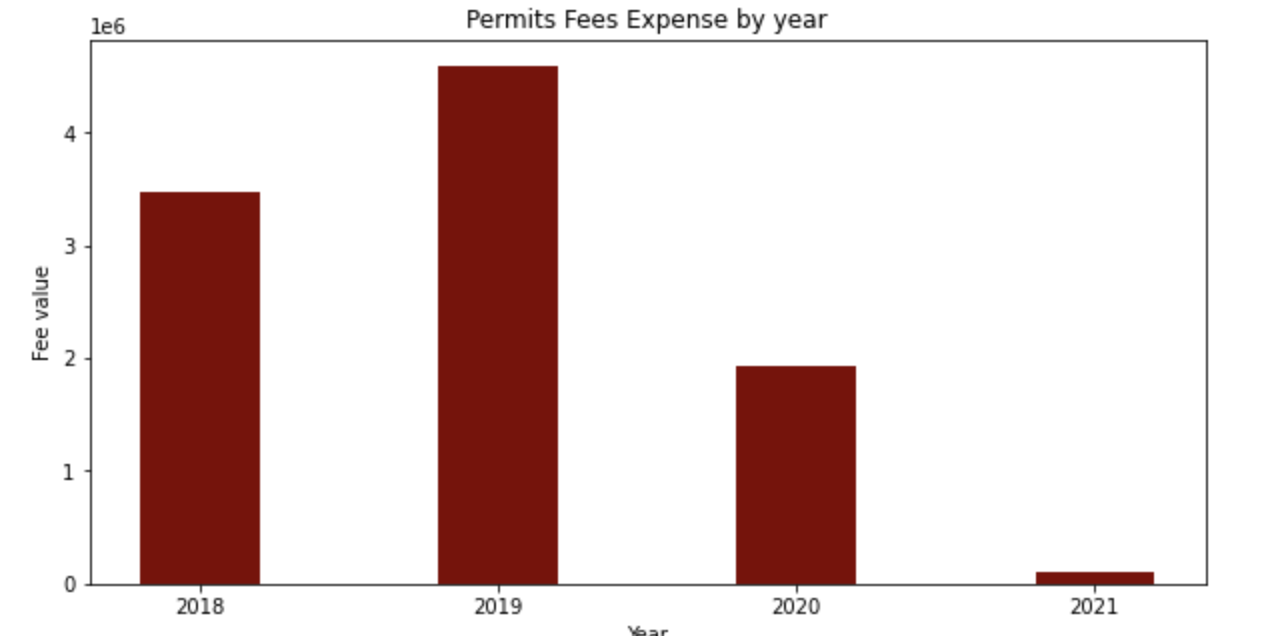 Permits Fees Expense by year
1e6
4
3
2
1
0
Fee value
2018 2019 2020 2021
Year